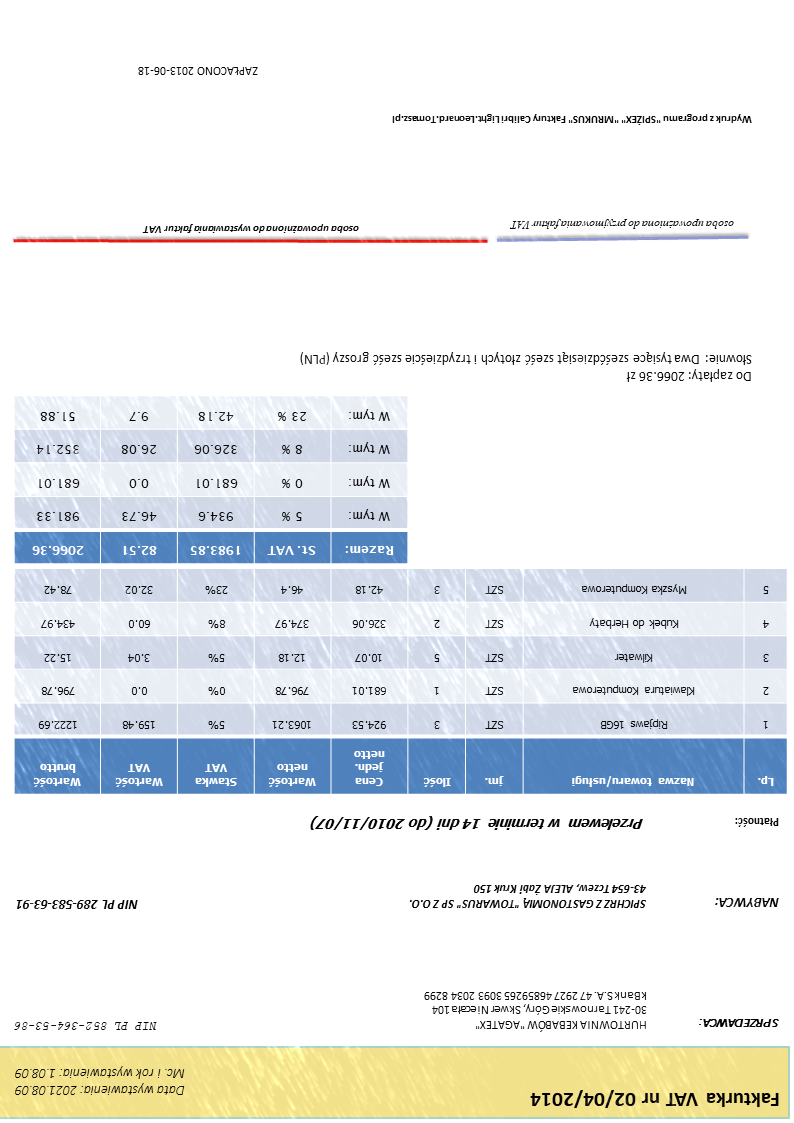 Fakturka VAT nr 02/04/2014
Data wystawienia: 2021.08.09
Mc. i rok wystawienia: 1.08.09
SPRZEDAWCA:
HURTOWNIA KEBABÓW "AGATEX"
30-241 Tarnowskie Góry, Skwer Niecała 104
kBank S.A. 47 2927 46859265 3093 2034 8299
NIP PL 852-364-53-86
NABYWCA:
SPICHRZ Z GASTONOMIĄ "TOWARUS" SP Z O.O.
43-654 Tczew, ALEJA Żabi Kruk 150
NIP PL 289-583-63-91
Płatność:
Przelewem w terminie 14 dni (do 2010/11/07)
Lp. Nazwa towaru/usługi jm. Ilość Cena jedn. netto Wartość netto Stawka VAT Wartość VAT Wartość brutto
1 Ripjaws 16GB SZT 3 924.53 1063.21 5% 159.48 1222.69
2 Klawiatura Komputerowa SZT 1 681.01 796.78 0% 0.0 796.78
3 Kilwater SZT 5 10.07 12.18 5% 3.04 15.22
4 Kubek do Herbaty SZT 2 326.06 374.97 8% 60.0 434.97
5 Myszka Komputerowa SZT 3 42.18 46.4 23% 32.02 78.42
Razem: St. VAT 1983.85 82.51 2066.36
W tym: 5 % 934.6 46.73 981.33
W tym: 0 % 681.01 0.0 681.01
W tym: 8 % 326.06 26.08 352.14
W tym: 23 % 42.18 9.7 51.88
Do zapłaty: 2066.36 zł
Słownie: Dwa tysiące sześćdziesiąt sześć złotych i trzydzieście sześć groszy (PLN)
osoba upoważniona do przyjmowania faktur VAT
osoba upoważniona do wystawiania faktur VAT
Wydruk z programu "SPIŻEX" "MRUKUS" Faktury Calibri Light.Leonard.Tomasz.pl
ZAPŁACONO 2013-06-18